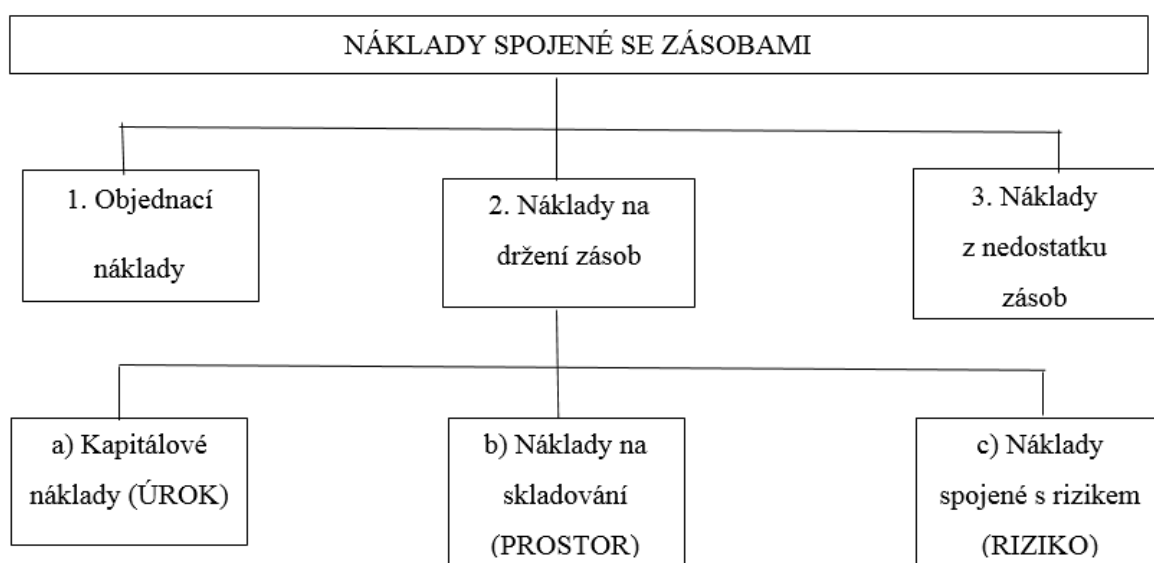 NÁKLADY SPOJENÉ SE ZÁSOBAMI
1. Objednací
náklady
2. Náklady na
držení zásob
3. Náklady
z nedostatku
zásob
a) Kapitálové
náklady (ÚROK)
b) Náklady na
skladování
(PROSTOR)
c) Náklady
spojené s rizikem
(RIZIKO)